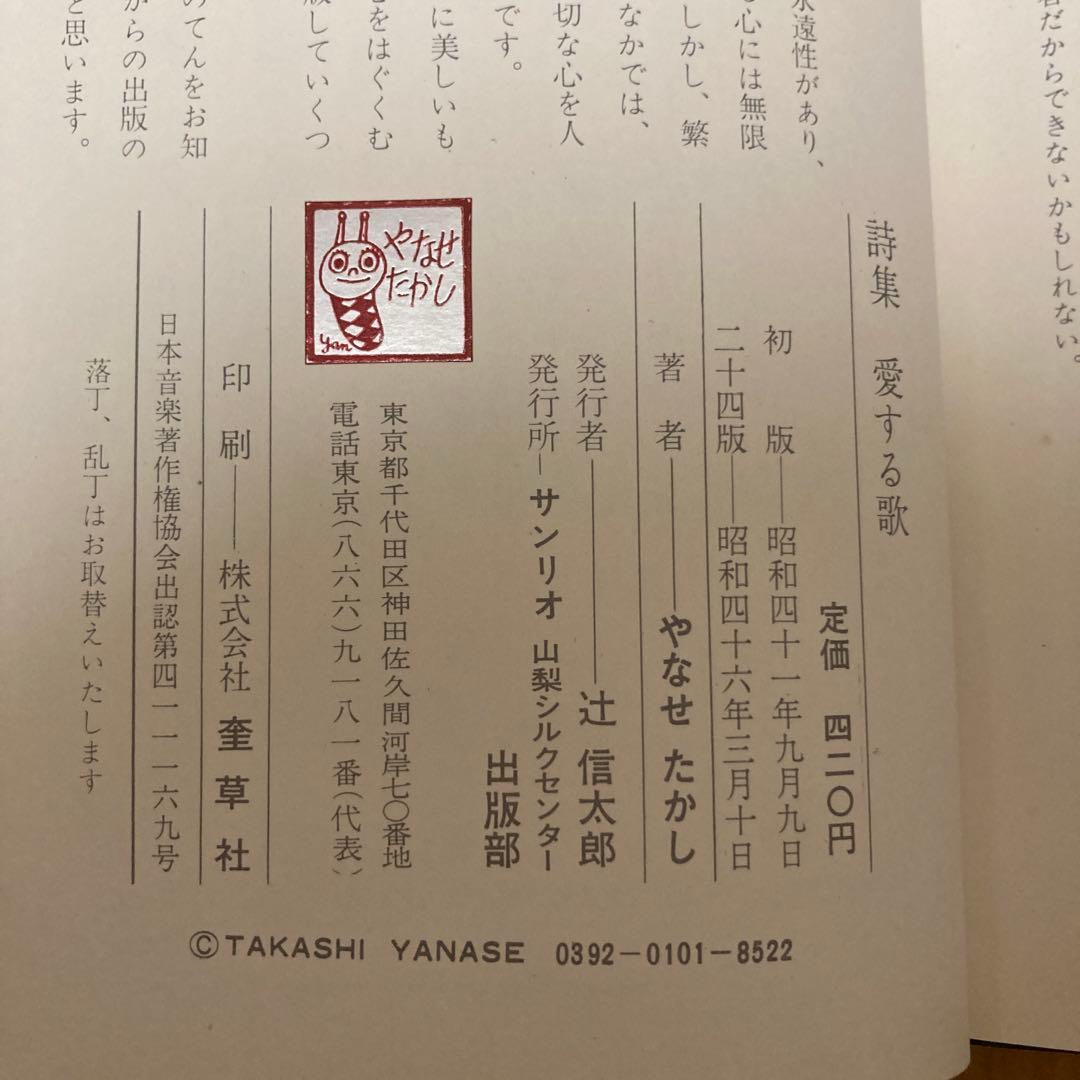 君だからできないかもしれない。
永遠性があり、
心には無限
しかし、繁
なかでは、
切な心を人
です。
に美しいも
をはぐくむ
版していくつ
のてんをお知
からの出版の
と思います。
詩集 愛する歌
定価 四二〇円
初版―昭和四十一年九月九日
二十四版―昭和四十六年三月十日
著者―やなせ たかし
発行者―辻 信太郎
発行所―サンリオ 山梨シルクセンター
出版部
東京都千代田区神田佐久間河岸七〇番地
電話東京(八六六)九一八一番(代表)
やなせ
たかし
yan
印刷―株式会社 奎草社
日本音楽著作権協会出認第四一一一六九号
落丁、乱丁はお取替えいたします
©TAKASHI YANASE 0392-0101-8522